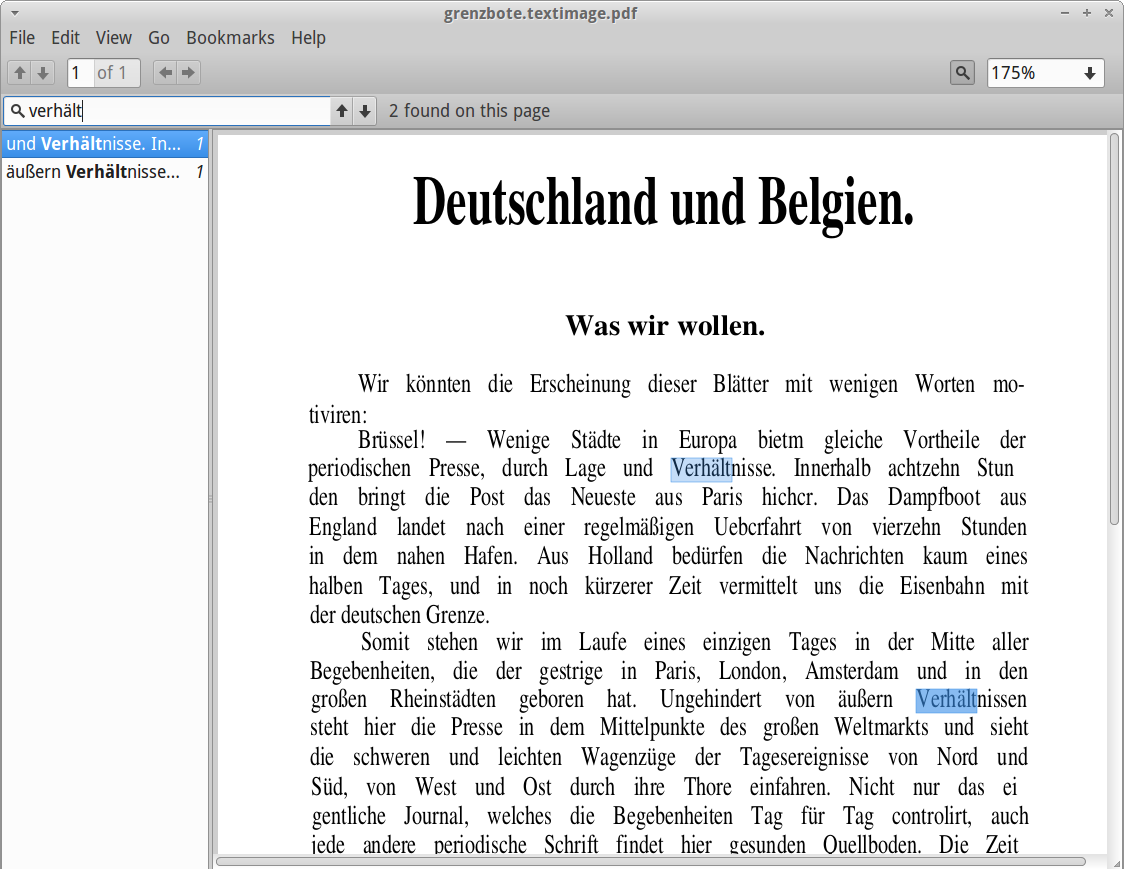 grenzbote.textimage.pdf
File Edit View Go Bookmarks Help
1 of 1 175%
verhält 2 found on this page
und Verhältnisse. In... 1
äußern Verhältnisse... 1
Deutschland und Belgien.
Was wir wollen.
Wir könnten die Erscheinung dieser Blätter mit wenigen Worten mo-
tiviren:
Brüssel! — Wenige Städte in Europa bietm gleiche Vortheile der
periodischen Presse, durch Lage und Verhältnisse. Innerhalb achtzehn Stun
den bringt die Post das Neueste aus Paris hichcr. Das Dampfboot aus
England landet nach einer regelmäßigen Uebcrfahrt von vierzehn Stunden
in dem nahen Hafen. Aus Holland bedürfen die Nachrichten kaum eines
halben Tages, und in noch kürzerer Zeit vermittelt uns die Eisenbahn mit
der deutschen Grenze.
Somit stehen wir im Laufe eines einzigen Tages in der Mitte aller
Begebenheiten, die der gestrige in Paris, London, Amsterdam und in den
großen Rheinstädten geboren hat. Ungehindert von äußern Verhältnissen
steht hier die Presse in dem Mittelpunkte des großen Weltmarkts und sieht
die schweren und leichten Wagenzüge der Tagesereignisse von Nord und
Süd, von West und Ost durch ihre Thore einfahren. Nicht nur das ei
gentliche Journal, welches die Begebenheiten Tag für Tag controlirt, auch
jede andere periodische Schrift findet hier gesunden Quellboden. Die Zeit